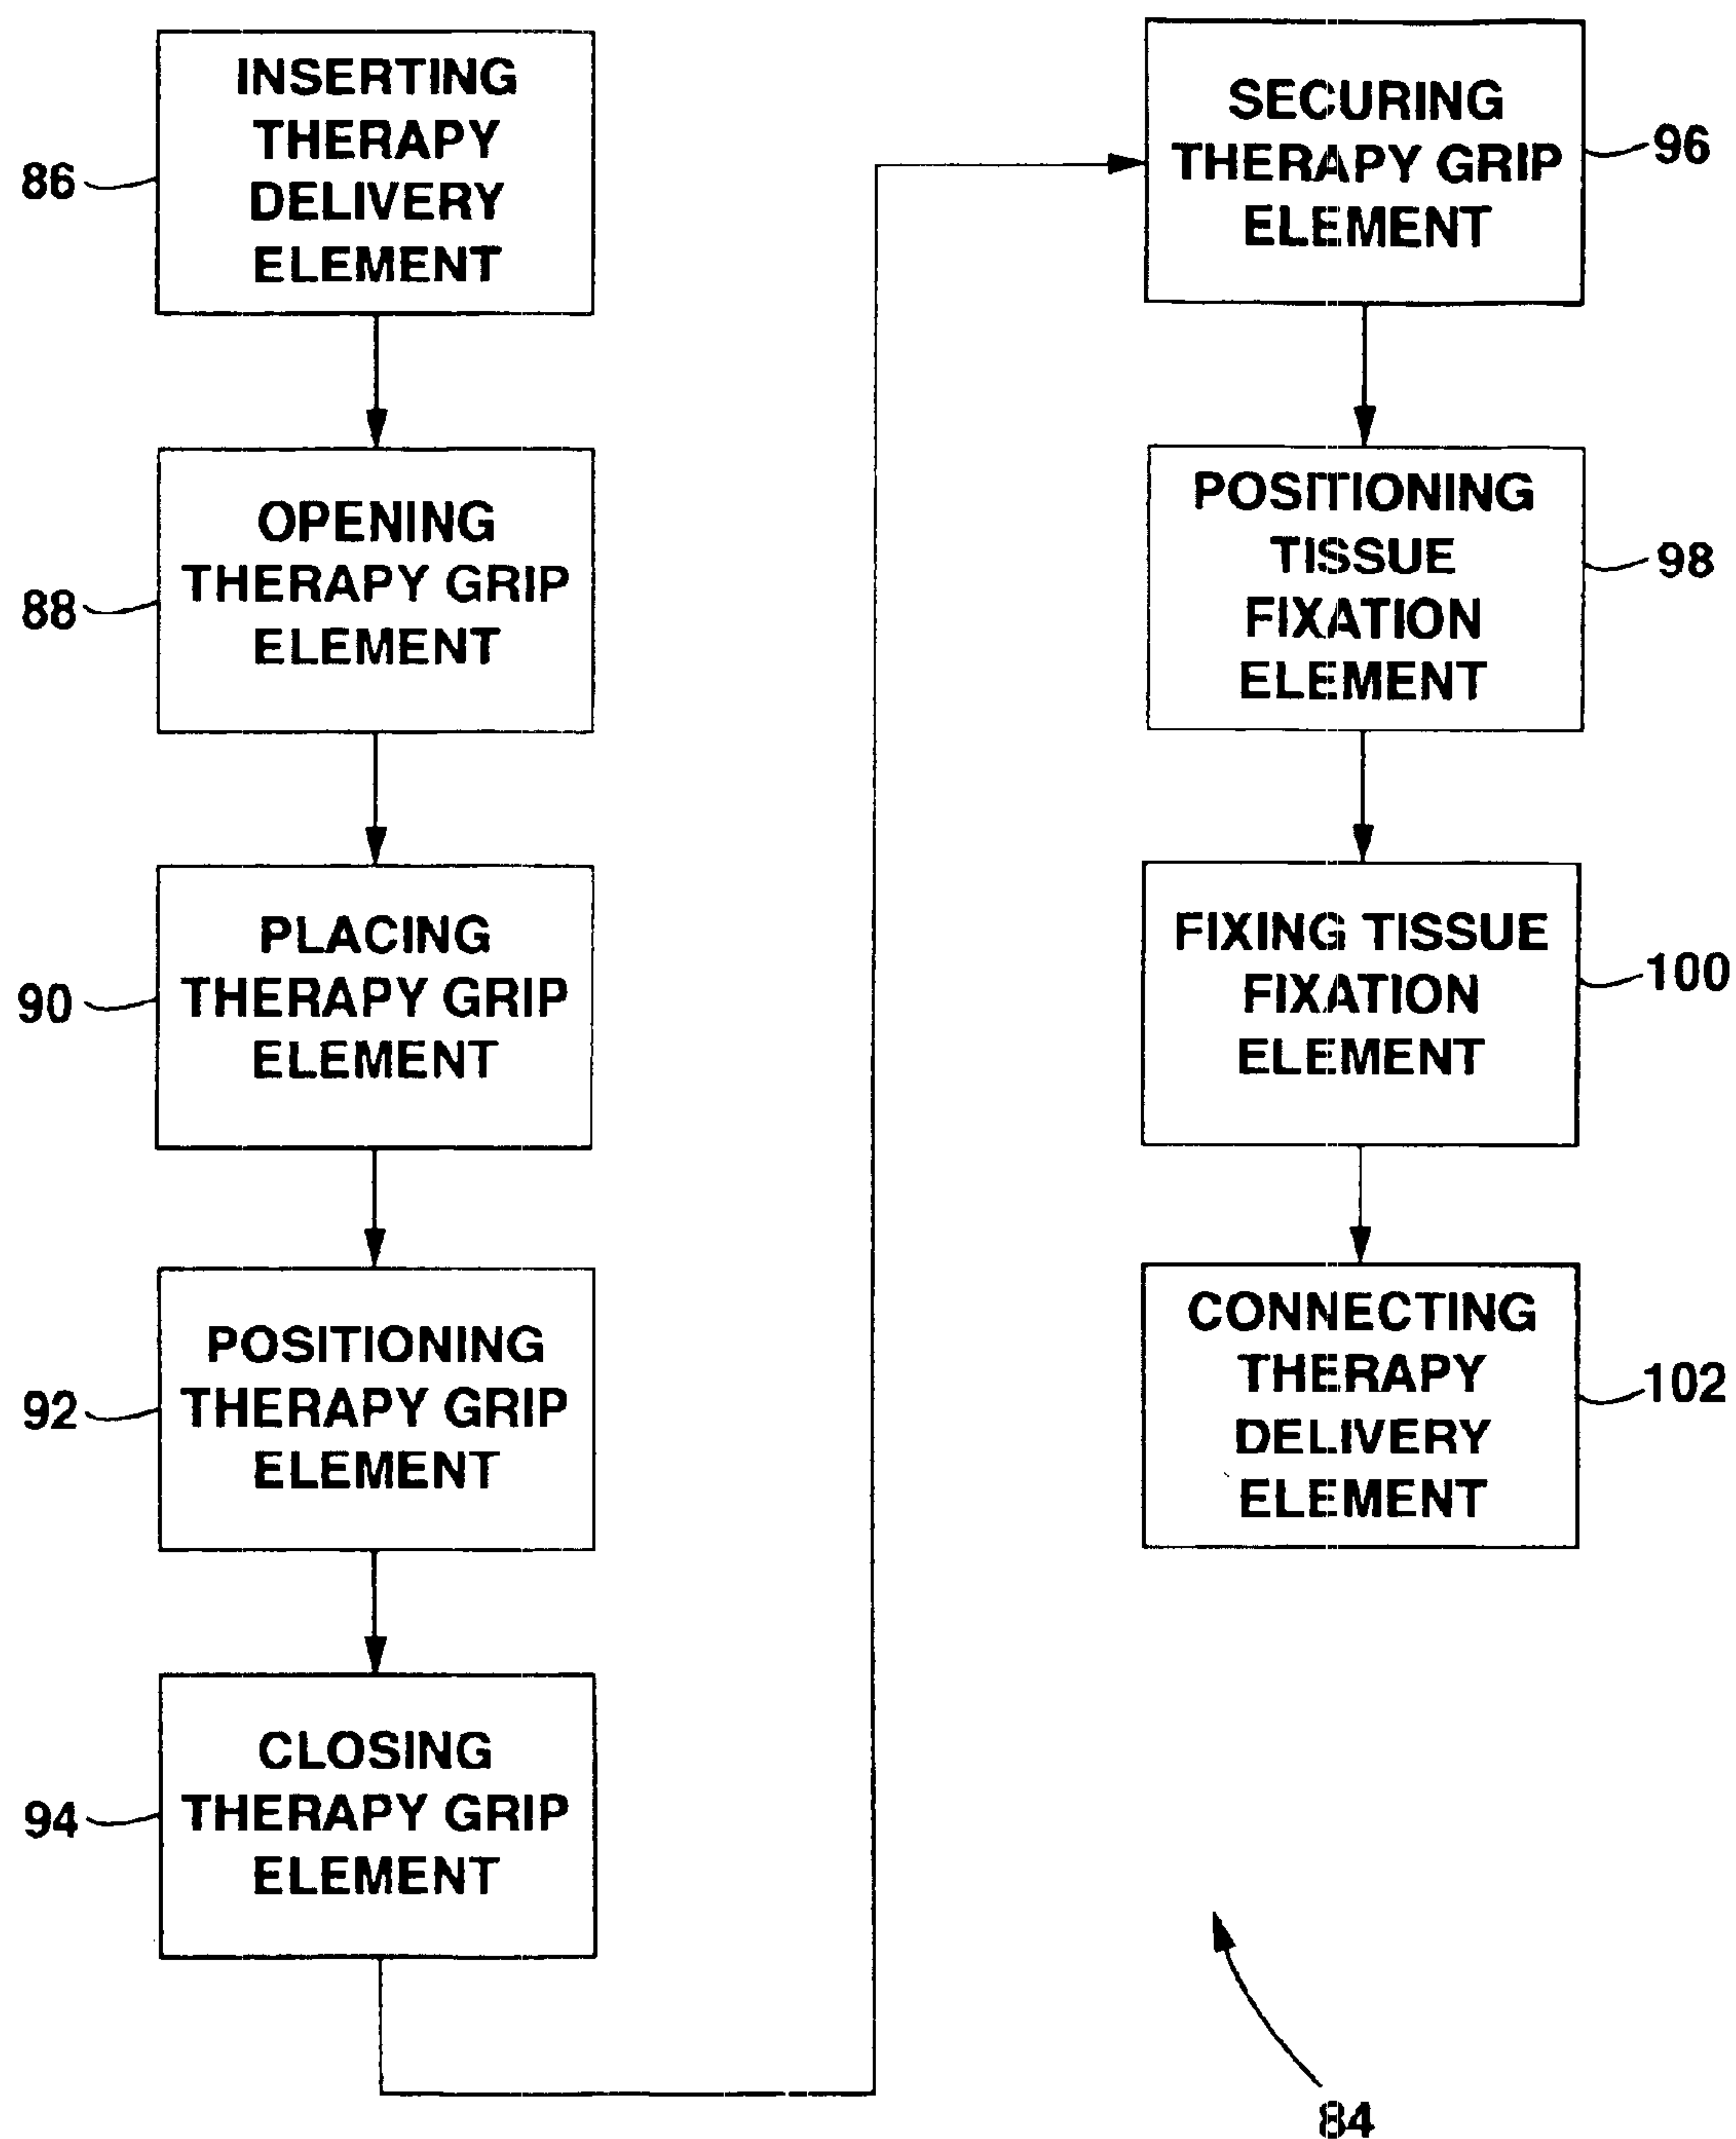 INSERTING
THERAPY
DELIVERY
ELEMENT
86
OPENING
THERAPY GRIP
ELEMENT
88
PLACING
THERAPY GRIP
ELEMENT
90
POSITIONING
THERAPY GRIP
ELEMENT
92
CLOSING
THERAPY GRIP
ELEMENT
94
SECURING
THERAPY GRIP
ELEMENT
96
POSITIONING
TISSUE
FIXATION
ELEMENT
98
FIXING TISSUE
FIXATION
ELEMENT
100
CONNECTING
THERAPY
DELIVERY
ELEMENT
102
84